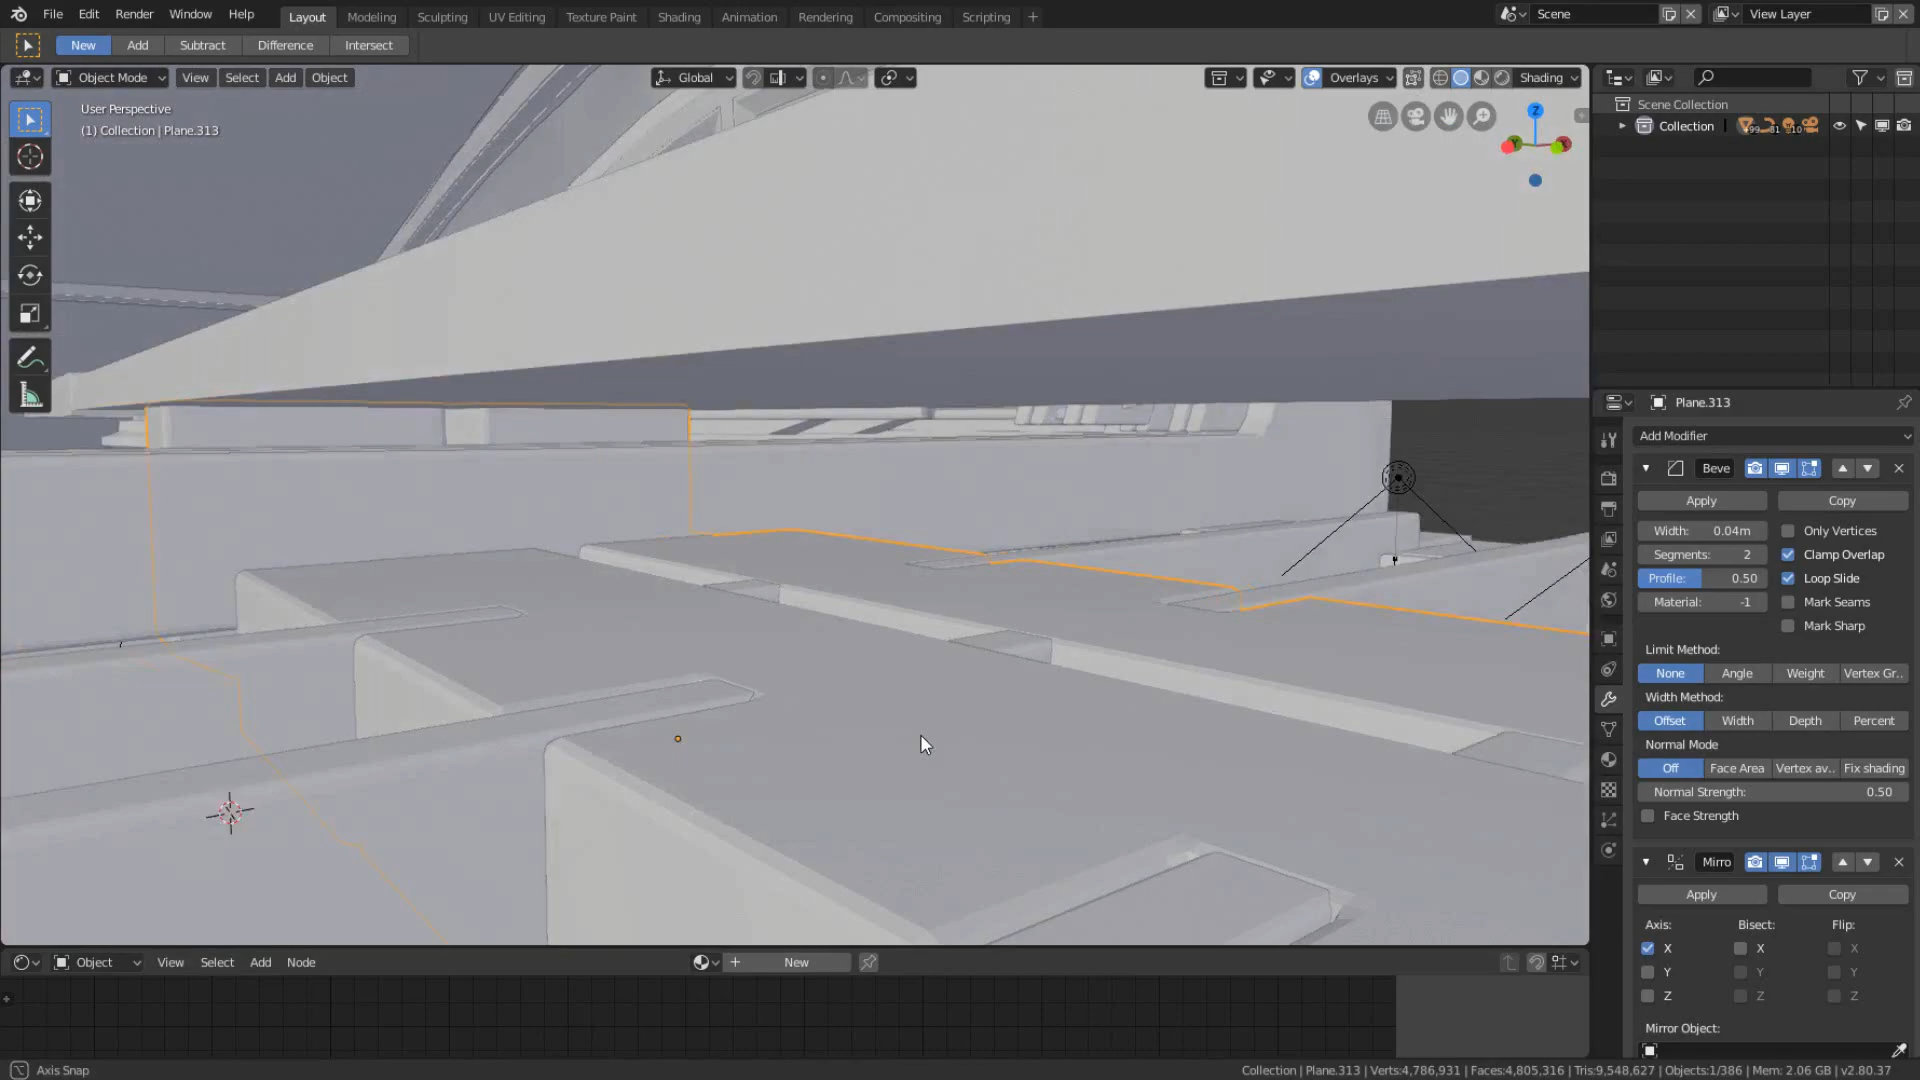 File Edit Render Window Help Layout Modeling Sculpting UV Editing Texture Paint Shading Animation Rendering Compositing Scripting + Scene View Layer
New Add Subtract Difference Intersect
Object Mode View Select Add Object Global Overlays Shading
User Perspective
(1) Collection | Plane.313
Z
Scene Collection
Collection
Plane.313
Add Modifier
Beve
Apply Copy
Width: 0.04m Only Vertices
Segments: 2 Clamp Overlap
Profile: 0.50 Loop Slide
Material: -1 Mark Seams
Mark Sharp
Limit Method:
None Angle Weight Vertex Gr..
Width Method:
Offset Width Depth Percent
Normal Mode
Off Face Area Vertex av.. Fix shading
Normal Strength: 0.50
Face Strength
Mirro
Apply Copy
Axis: Bisect: Flip:
X X X
Y Y Y
Z Z Z
Mirror Object:
Object View Select Add Node New
Axis Snap
Collection | Plane.313 | Verts:4,786,931 | Faces:4,805,316 | Tris:9,548,627 | Objects:1/386 | Mem: 2.06 GB | v2.80.37